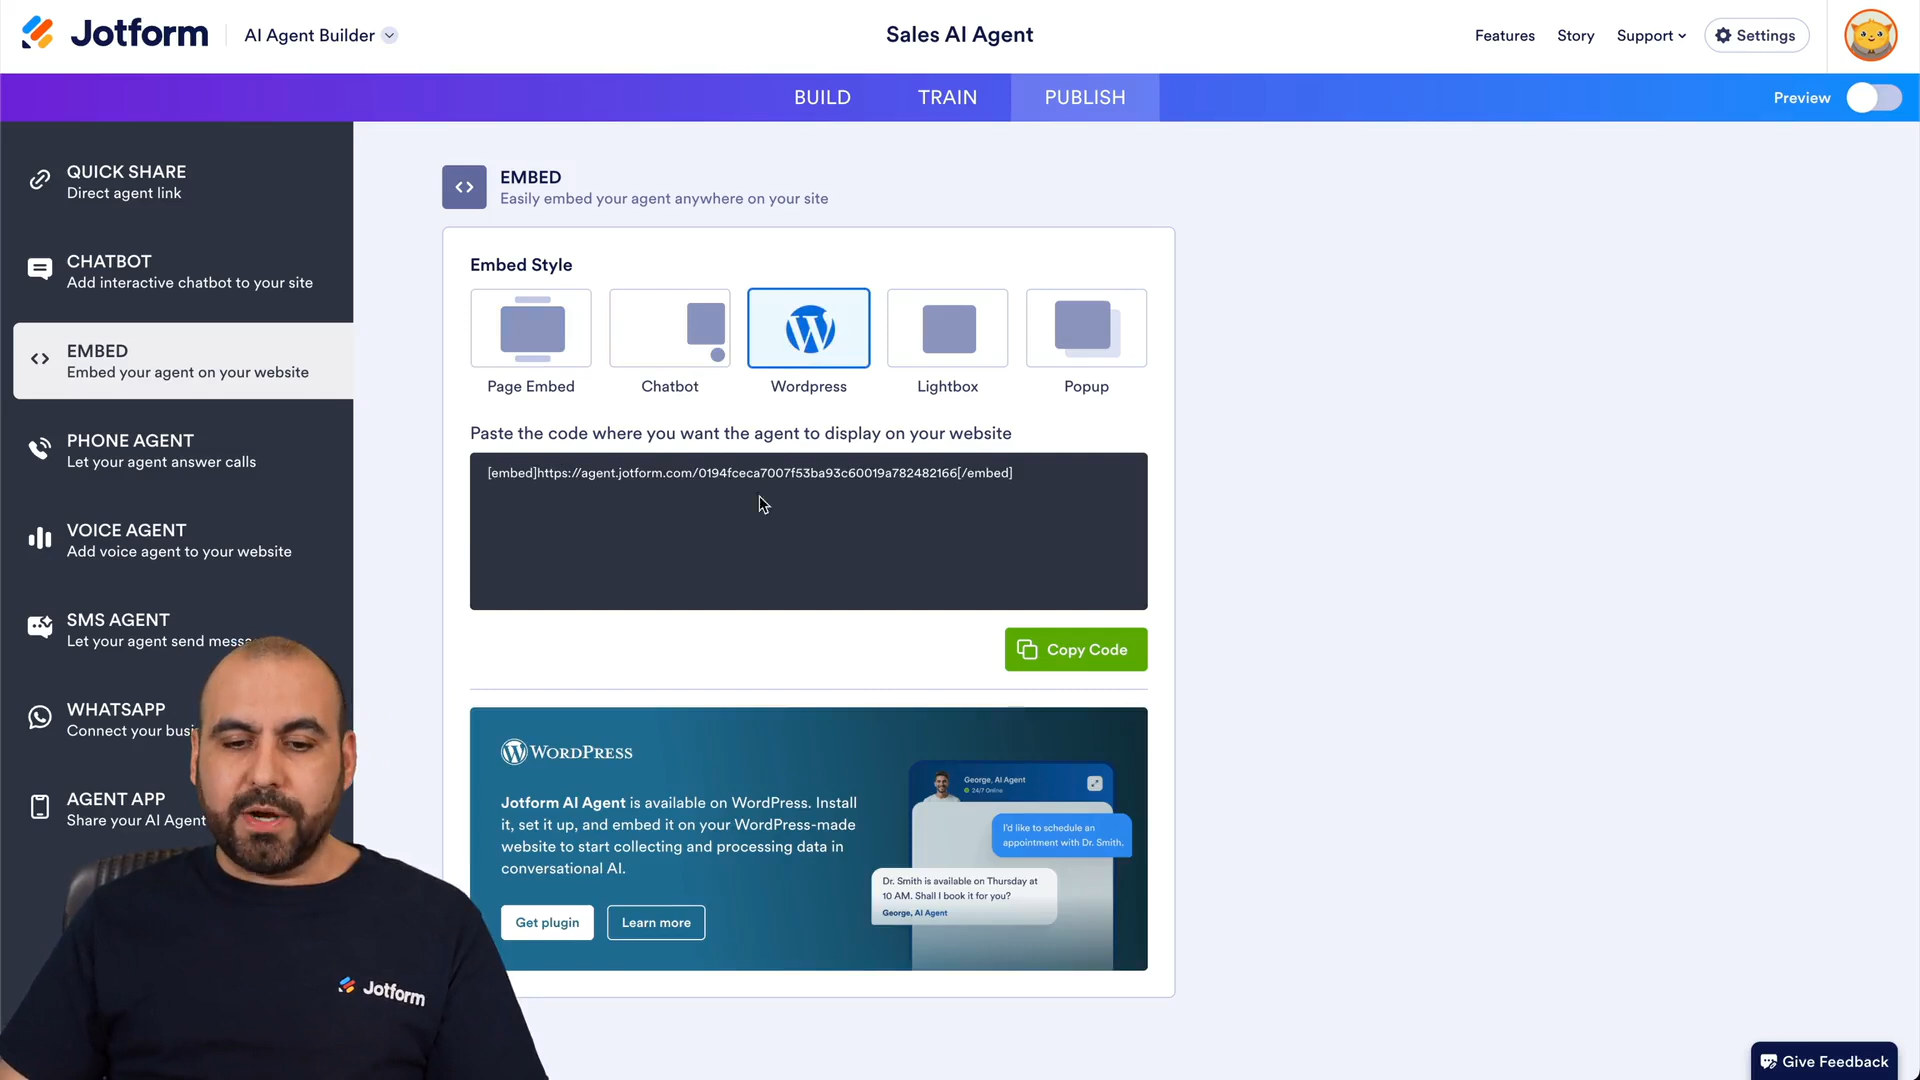 Jotform
AI Agent Builder
Sales AI Agent
Features
Story
Support
Settings
BUILD
TRAIN
PUBLISH
Preview
QUICK SHARE
Direct agent link
CHATBOT
Add interactive chatbot to your site
EMBED
Embed your agent on your website
PHONE AGENT
Let your agent answer calls
VOICE AGENT
Add voice agent to your website
SMS AGENT
Let your agent send
WHATSAPP
Connect your
AGENT APP
Share your AI Agent
EMBED
Easily embed your agent anywhere on your site
Embed Style
Page Embed
Chatbot
Wordpress
Lightbox
Popup
Paste the code where you want the agent to display on your website
[embed]https://agent.jotform.com/0194fceca7007f53ba93c60019a782482166[/embed]
Copy Code
WORDPRESS
Jotform AI Agent is available on WordPress. Install
it, set it up, and embed it on your WordPress-made
website to start collecting and processing data in
conversational AI.
Get plugin
Learn more
George, AI Agent
24/7 Online
I'd like to schedule an
appointment with Dr. Smith.
Dr. Smith is available on Thursday at
10 AM. Shall I book it for you?
George, AI Agent
Jotform
Give Feedback